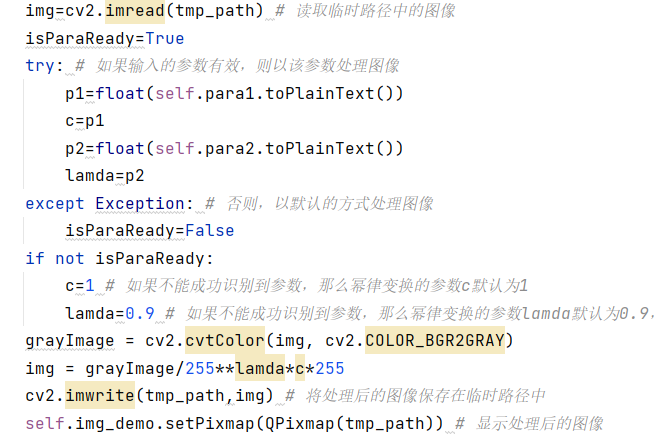 img=cv2.imread(tmp_path) # 读取临时路径中的图像
isParaReady=True
try: # 如果输入的参数有效，则以该参数处理图像
    p1=float(self.para1.toPlainText())
    c=p1
    p2=float(self.para2.toPlainText())
    lamda=p2
except Exception: # 否则，以默认的方式处理图像
    isParaReady=False
if not isParaReady:
    c=1 # 如果不能成功识别到参数，那么幂律变换的参数c默认为1
    lamda=0.9 # 如果不能成功识别到参数，那么幂律变换的参数lamda默认为0.9，
grayImage = cv2.cvtColor(img, cv2.COLOR_BGR2GRAY)
img = grayImage/255**lamda*c*255
cv2.imwrite(tmp_path,img) # 将处理后的图像保存在临时路径中
self.img_demo.setPixmap(QPixmap(tmp_path)) # 显示处理后的图像